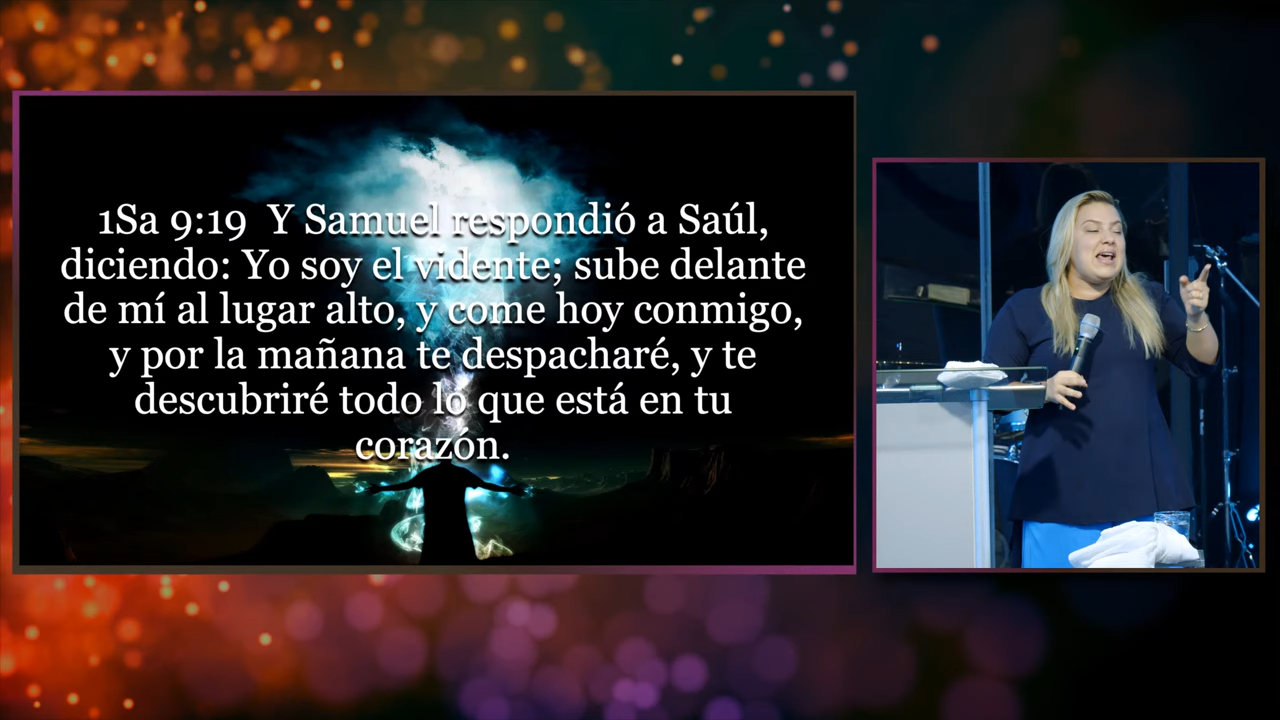 1Sa 9:19  Y Samuel respondió a Saúl,
diciendo: Yo soy el vidente; sube delante
de mí al lugar alto, y come hoy conmigo,
y por la mañana te despacharé, y te
descubriré todo lo que está en tu
corazón.